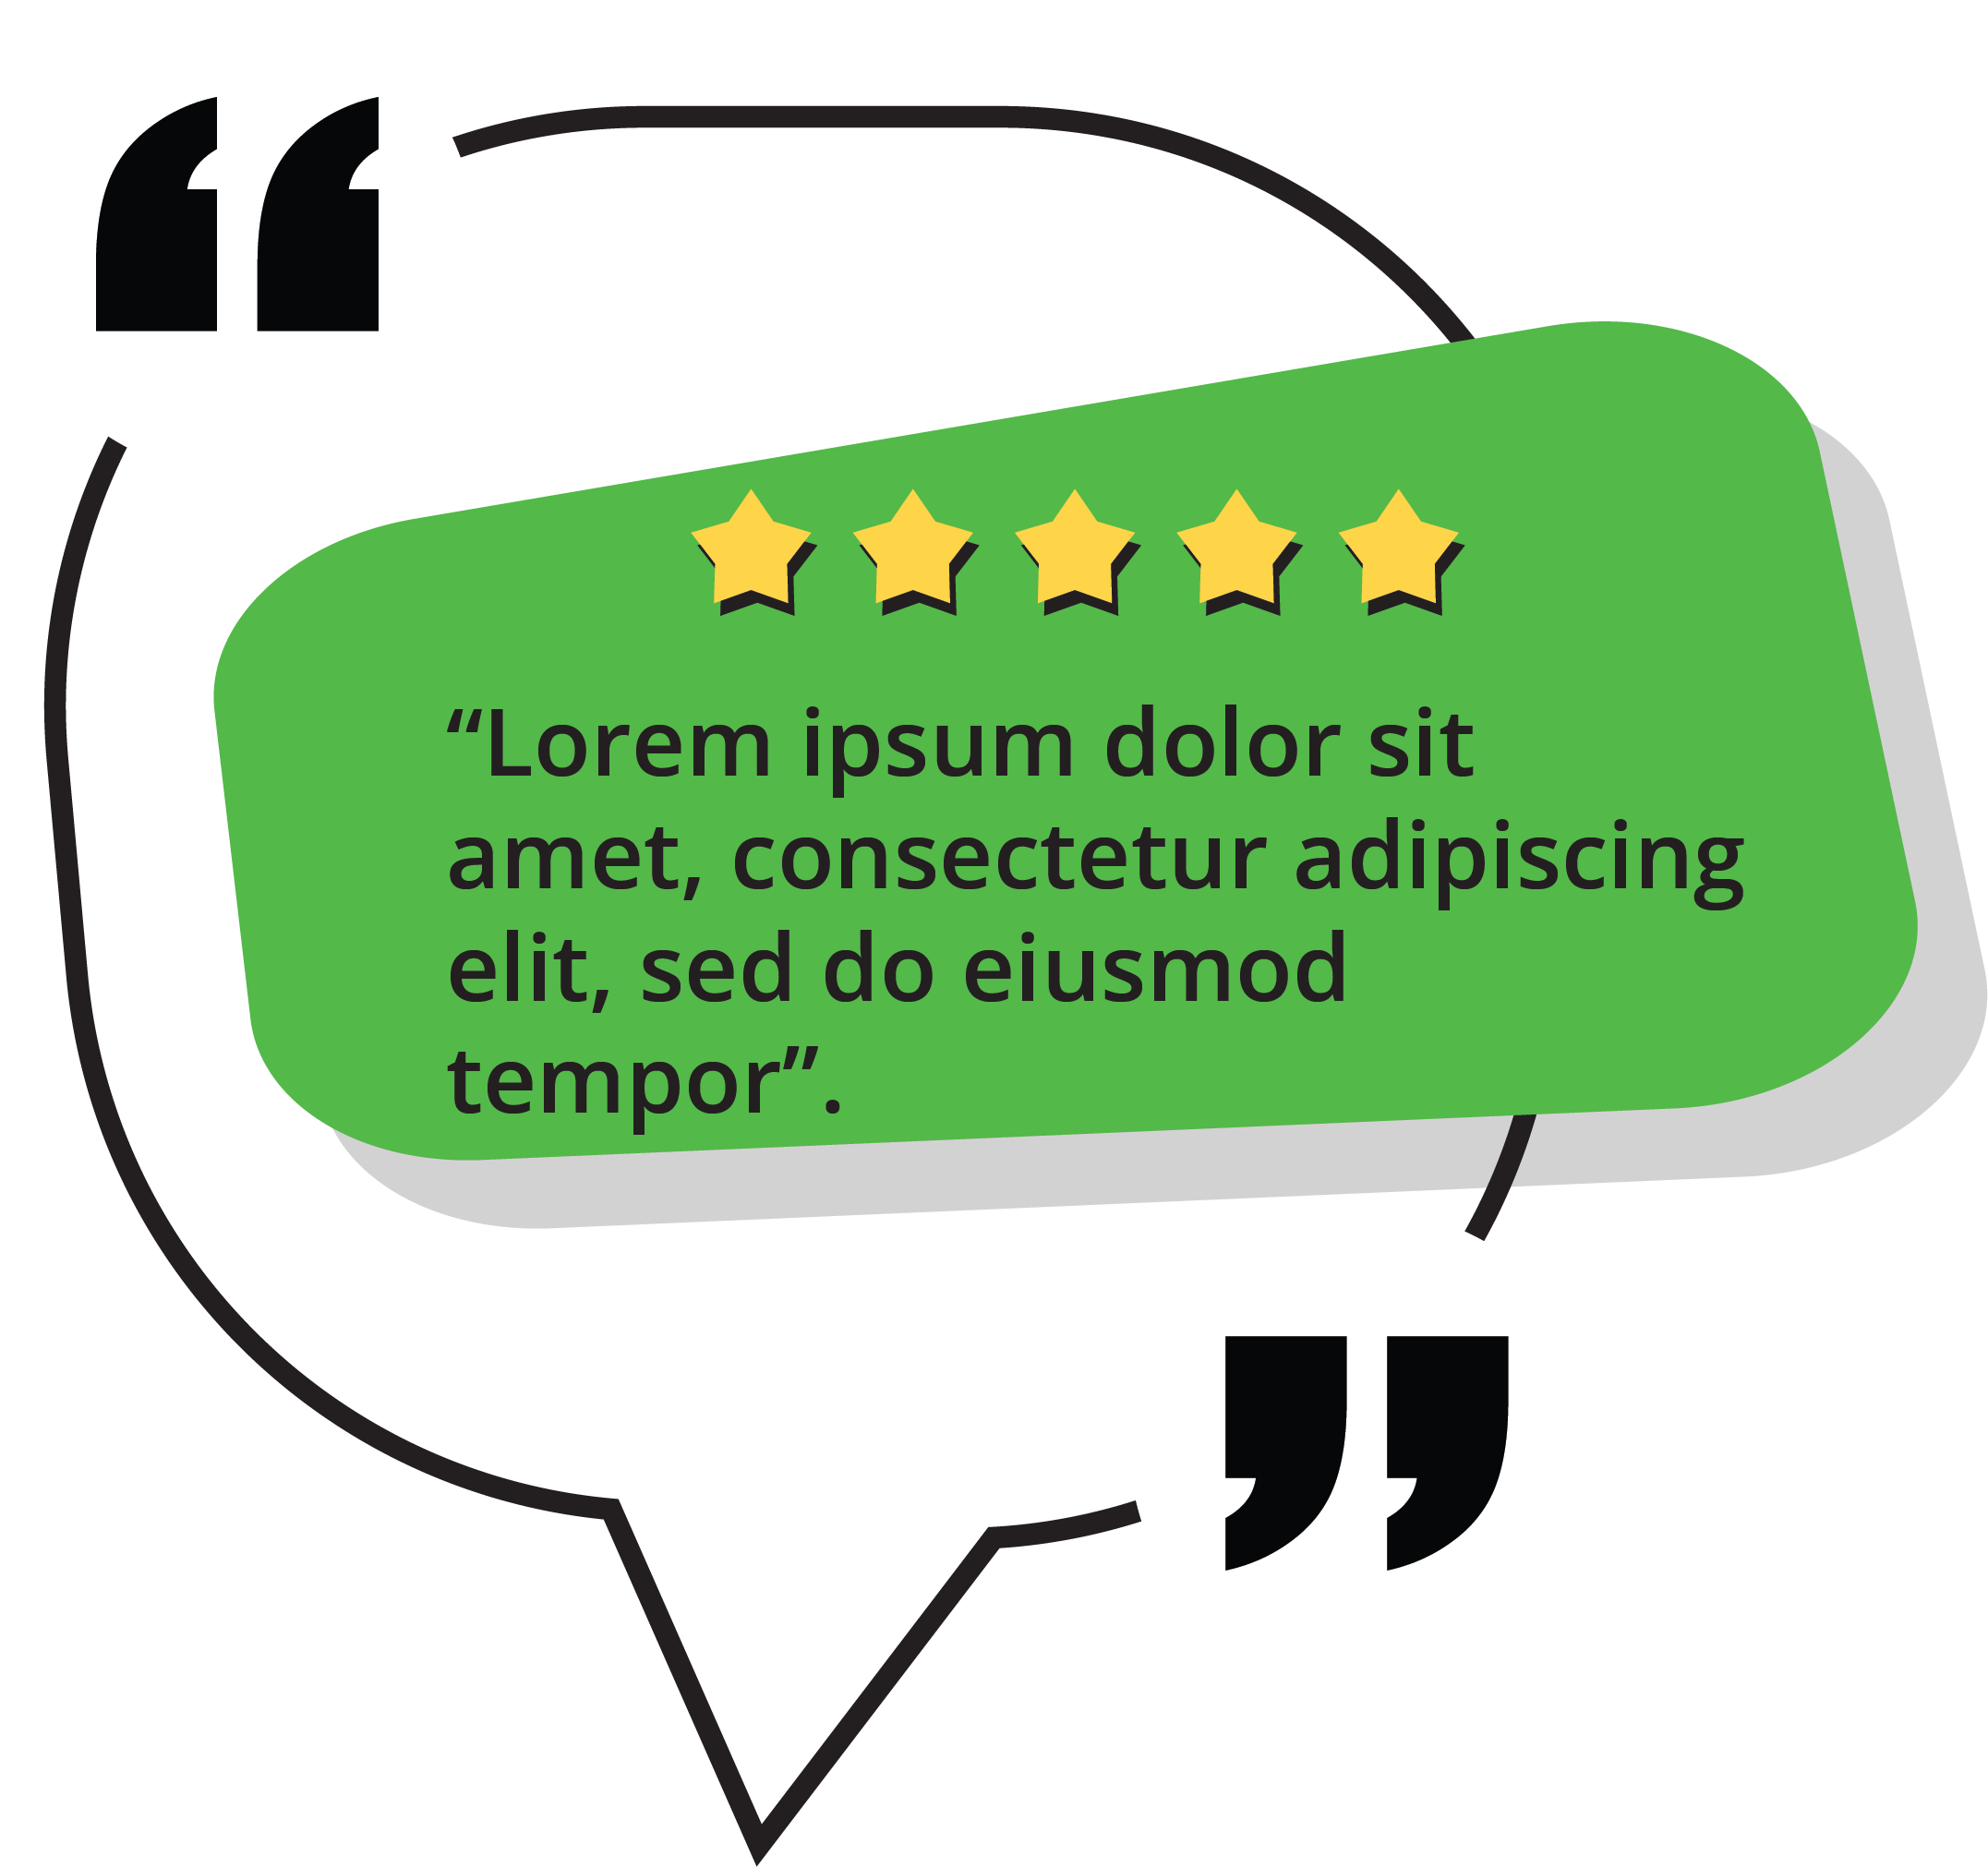 “Lorem ipsum dolor sit
amet, consectetur adipiscing
elit, sed do eiusmod
tempor”.